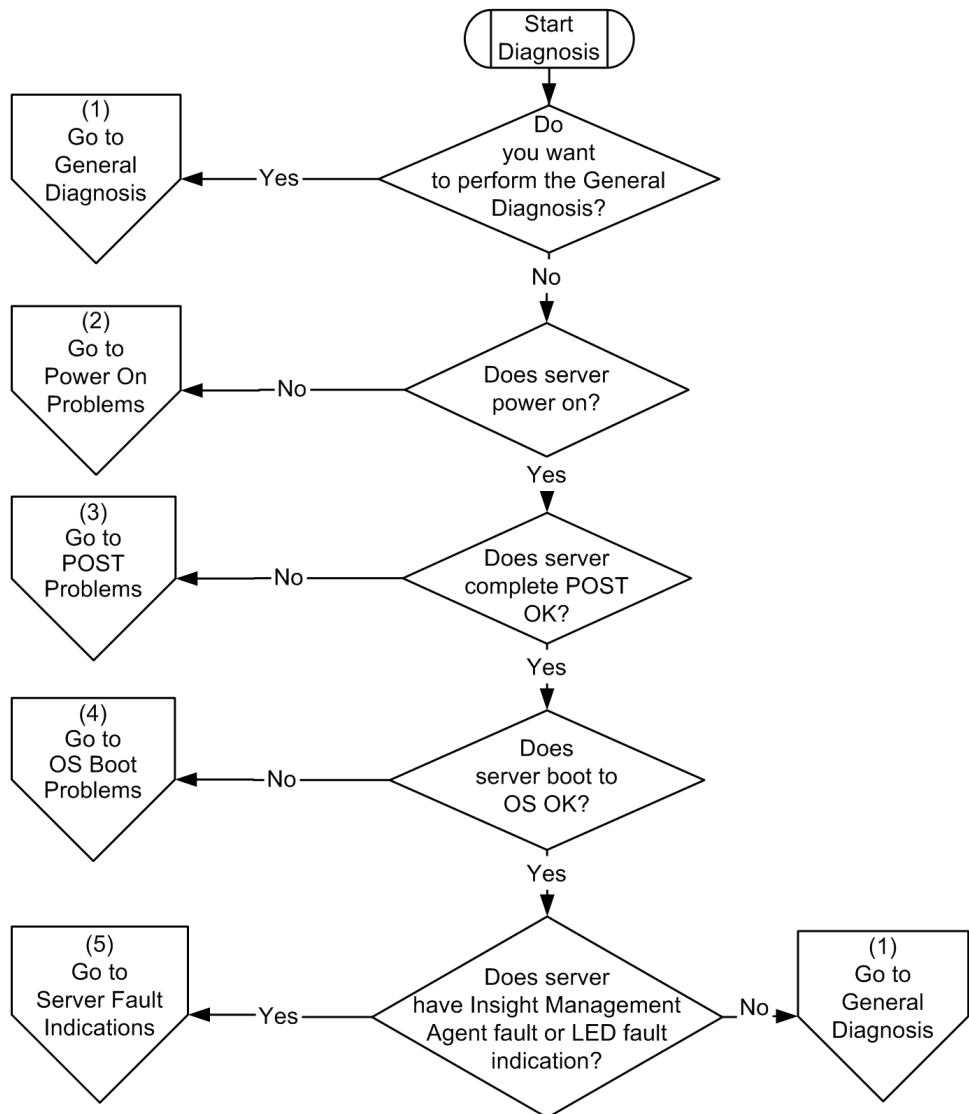 Start
Diagnosis
Do
you want
to perform the General
Diagnosis?
Yes
(1)
Go to
General
Diagnosis
No
Does server
power on?
No
(2)
Go to
Power On
Problems
Yes
Does server
complete POST
OK?
No
(3)
Go to
POST
Problems
Yes
Does
server boot to
OS OK?
No
(4)
Go to
OS Boot
Problems
Yes
Does server
have Insight Management
Agent fault or LED fault
indication?
Yes
(5)
Go to
Server Fault
Indications
No
(1)
Go to
General
Diagnosis